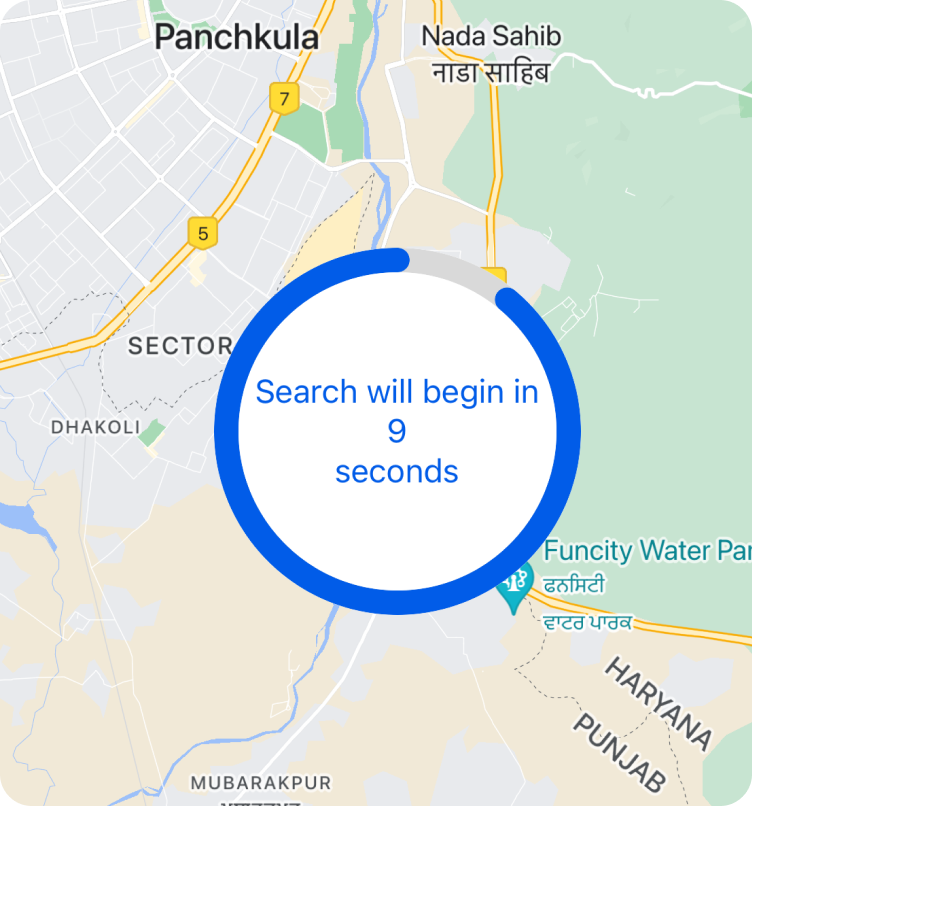 Panchkula
Nada Sahib
नाडा साहिब
7
5
SECTOR
Search will begin in
9
seconds
DHAKOLI
Funcity Water Par
ਫਨਸਿਟੀ
ਵਾਟਰ ਪਾਰਕ
HARYANA
PUNJAB
MUBARAKPUR